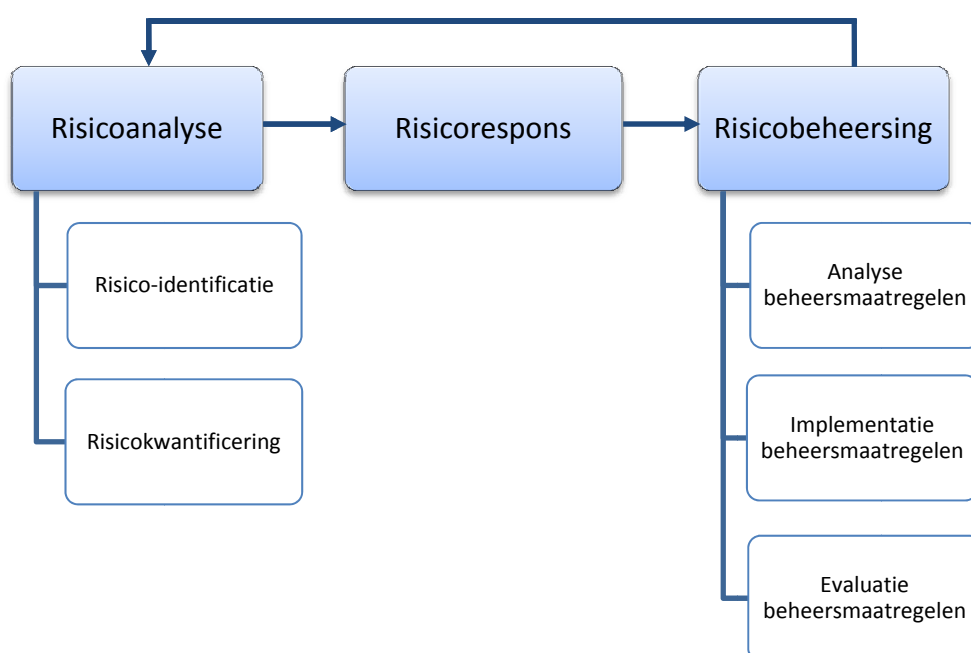 Risicoanalyse
Risicorespons
Risicobeheersing
Risico-identificatie
Risicokwantificering
Analyse
beheersmaatregelen
Implementatie
beheersmaatregelen
Evaluatie
beheersmaatregelen